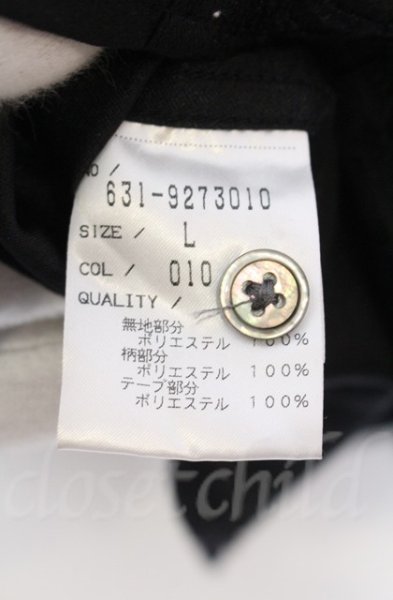 NO /
631-9273010
SIZE / L
COL / 010
QUALITY /
無地部分
ポリエステル 100%
柄部分
ポリエステル 100%
テープ部分
ポリエステル 100%
closetchild